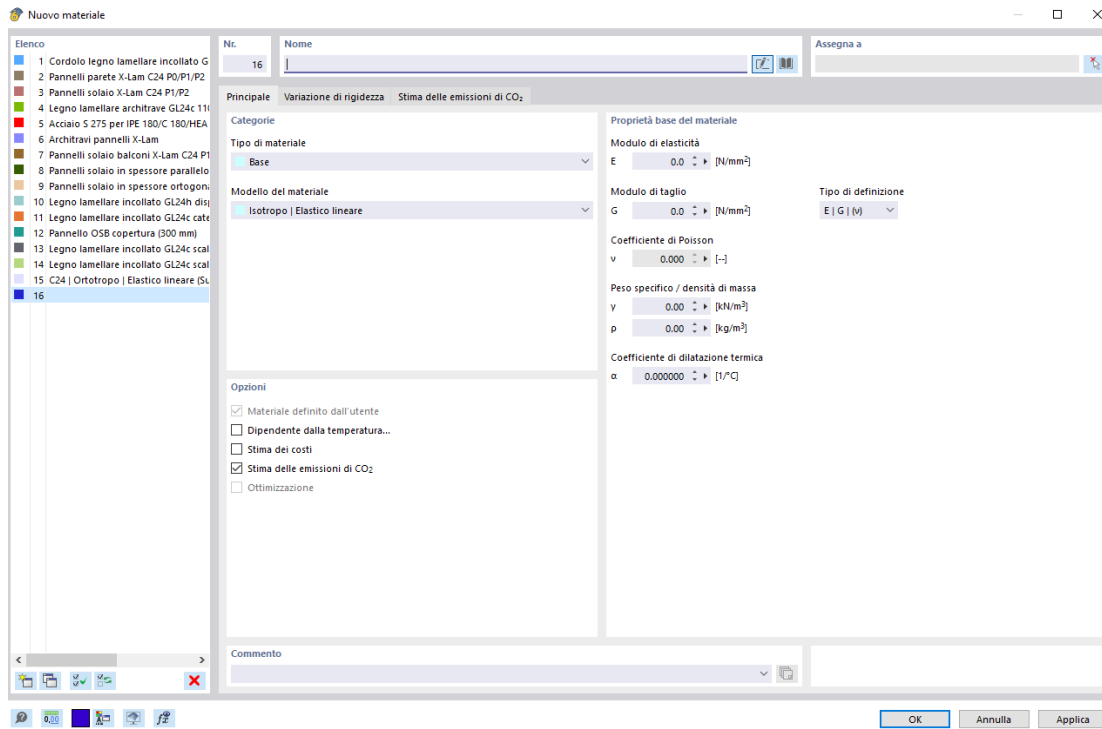 Nuovo materiale
Elenco
1 Cordolo legno lamellare incollato G
2 Pannelli parete X-Lam C24 P0/P1/P2
3 Pannelli solaio X-Lam C24 P1/P2
4 Legno lamellare architrave GL24c 11
5 Acciaio S 275 per IPE 180/C 180/HEA
6 Architravi pannelli X-Lam
7 Pannelli solaio balconi X-Lam C24 P1
8 Pannelli solaio in spessore parallelo
9 Pannelli solaio in spessore ortogon
10 Legno lamellare incollato GL24h disp
11 Legno lamellare incollato GL24c cate
12 Pannello OSB copertura (300 mm)
13 Legno lamellare incollato GL24c scal
14 Legno lamellare incollato GL24c scal
15 C24 | Ortotropo | Elastico lineare (Su
16
Nr.
16
Nome
Assegna a
Principale Variazione di rigidezza Stima delle emissioni di CO₂
Categorie
Tipo di materiale
Base
Modello del materiale
Isotropo | Elastico lineare
Opzioni
Materiale definito dall'utente
Dipendente dalla temperatura...
Stima dei costi
Stima delle emissioni di CO₂
Ottimizzazione
Proprietà base del materiale
Modulo di elasticità
E 0.0 [N/mm²]
Modulo di taglio Tipo di definizione
G 0.0 [N/mm²] E | G | (ν)
Coefficiente di Poisson
ν 0.000 [--]
Peso specifico / densità di massa
γ 0.00 [kN/m³]
ρ 0.00 [kg/m³]
Coefficiente di dilatazione termica
α 0.000000 [1/°C]
Commento
0,00
OK Annulla Applica